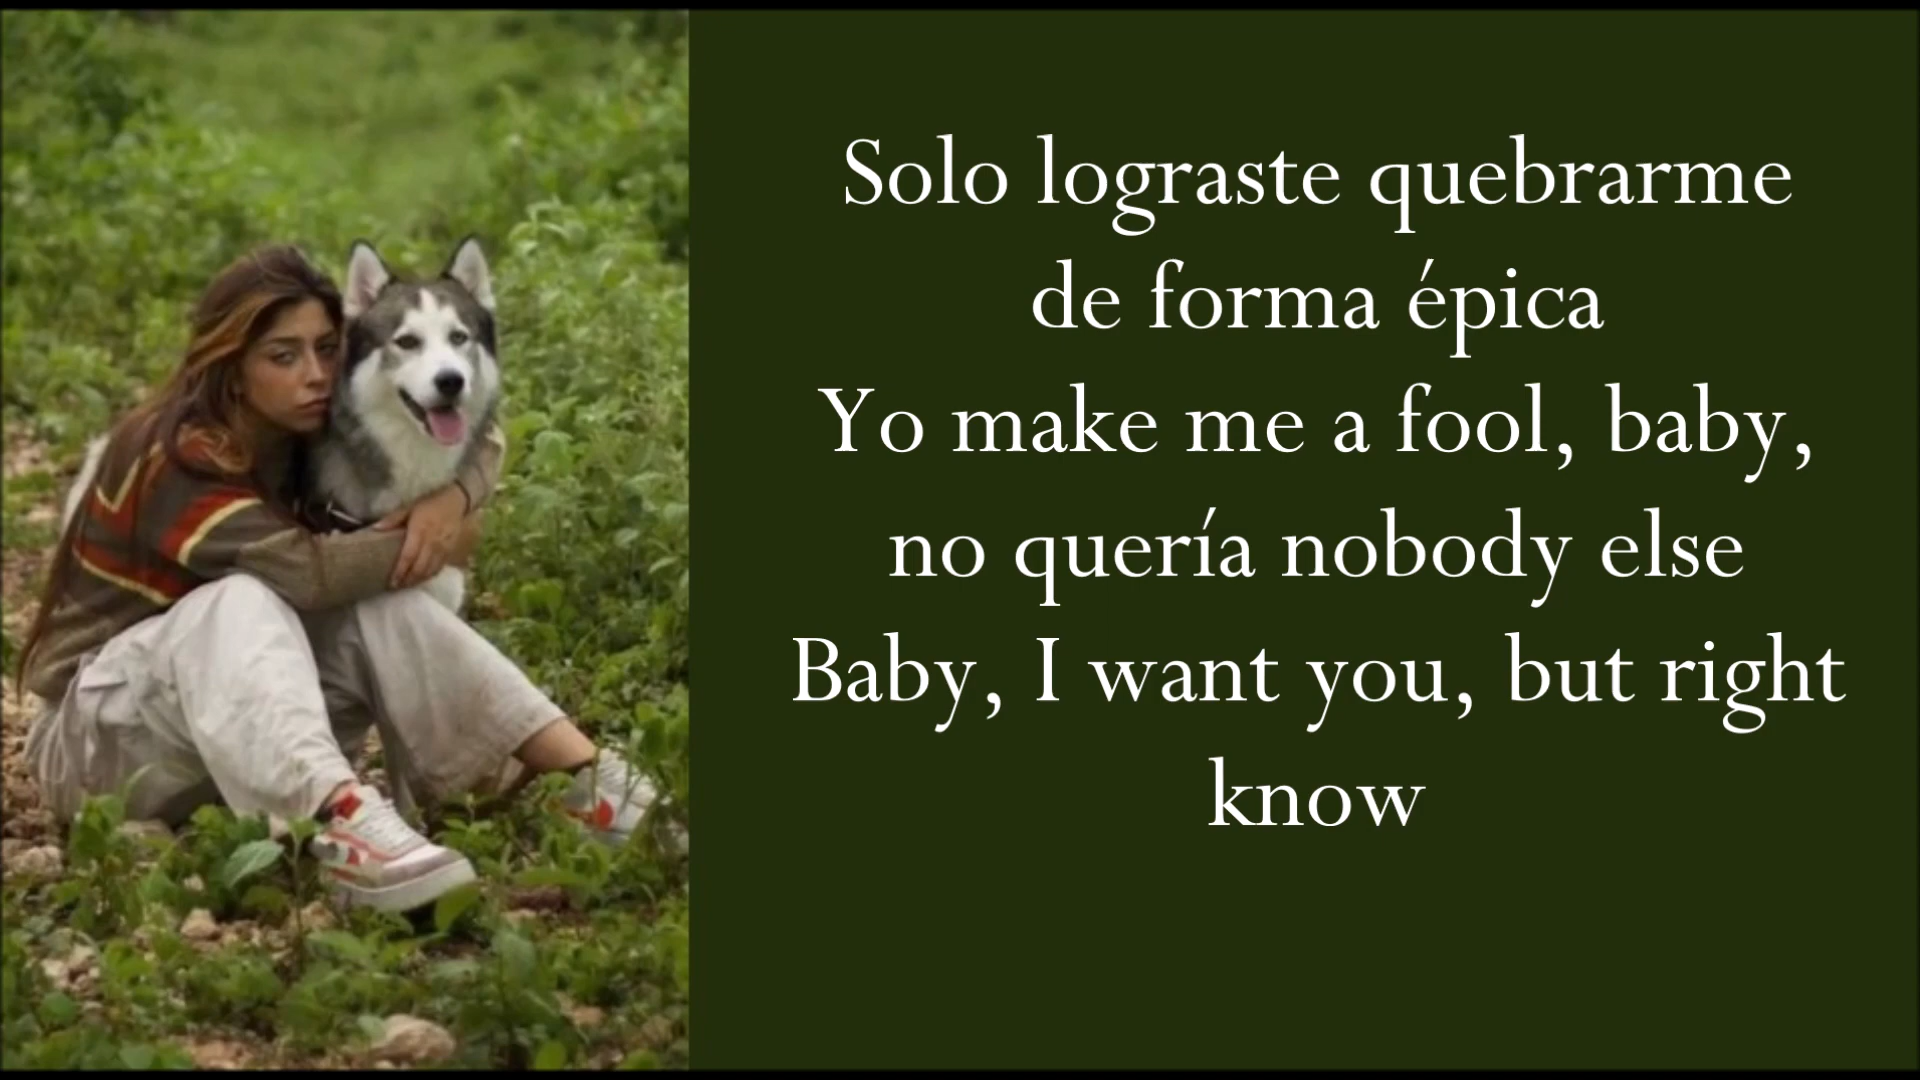 Solo lograste quebrarme
de forma épica
Yo make me a fool, baby,
no quería nobody else
Baby, I want you, but right
know